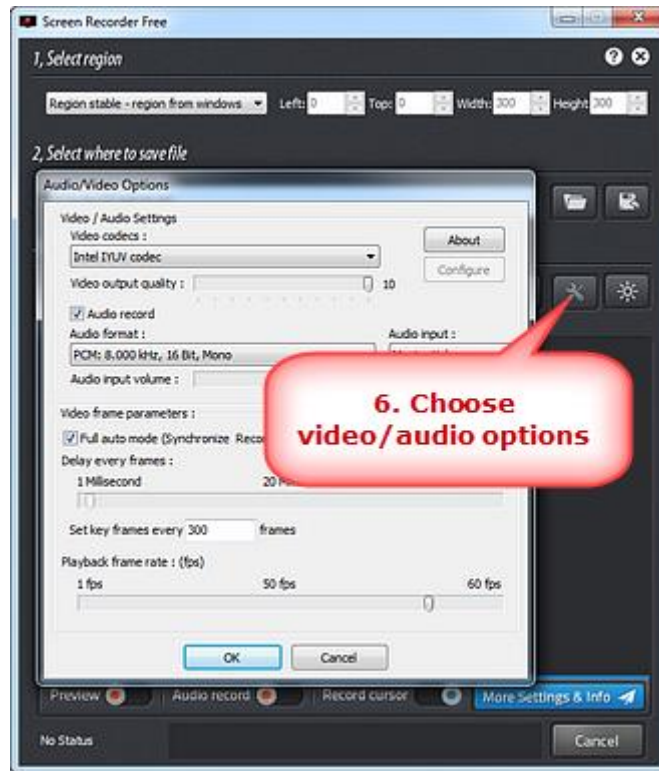 Screen Recorder Free
1, Select region
Region stable - region from windows Left: 0 Top: 0 Width: 300 Height 300
2, Select where to save file
Audio/Video Options
Video / Audio Settings
Video codecs :
About
Intel IYUV codec
Configure
Video output quality : 10
Audio record
Audio format : Audio input :
PCM: 8.000 kHz, 16 Bit, Mono
Audio input volume :
6. Choose
video/audio options
Video frame parameters :
Full auto mode (Synchronize
Delay every frames :
1 Millisecond 20
Set key frames every 300 frames
Playback frame rate : (fps)
1 fps 50 fps 60 fps
OK Cancel
Preview Audio record Record cursor More Settings & Info
No Status Cancel